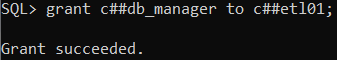 SQL> grant c##db_manager to c##etl01;
Grant succeeded.